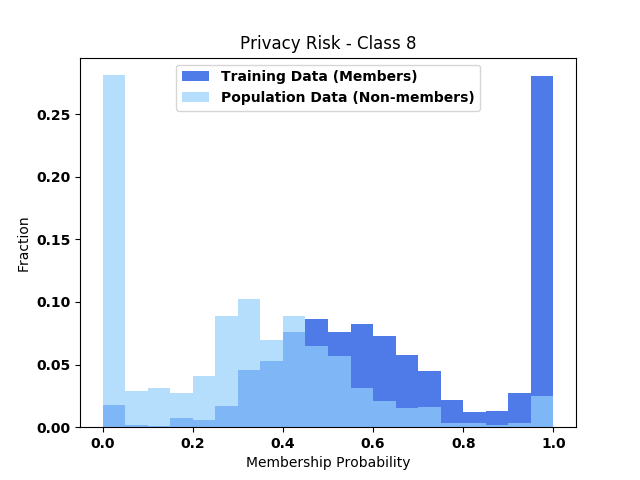 Privacy Risk - Class 8
Training Data (Members)
Population Data (Non-members)
0.25
0.20
0.15
0.10
0.05
0.00
Fraction
0.0 0.2 0.4 0.6 0.8 1.0
Membership Probability